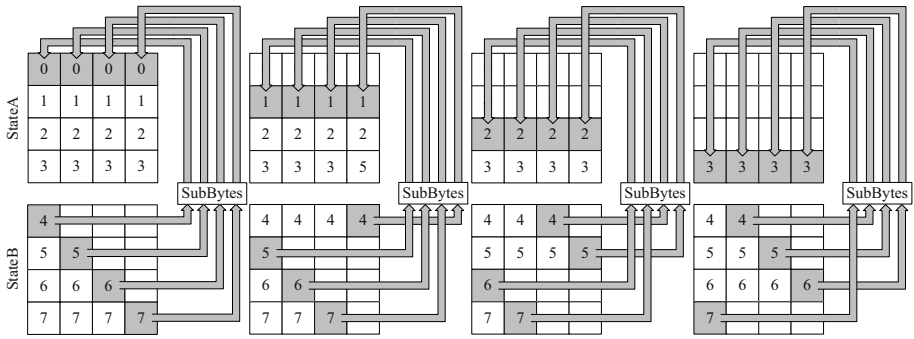 StateA
0 0 0 0
1 1 1 1
2 2 2 2
3 3 3 3
SubBytes
StateB
4
5 5
6 6 6
7 7 7 7
1 1 1 1
2 2 2 2
3 3 3 5
SubBytes
4 4 4 4
5
6 6
7 7 7
2 2 2 2
3 3 3 3
SubBytes
4 4 4
5 5 5 5
6
7 7
3 3 3 3
SubBytes
4 4
5 5 5
6 6 6 6
7